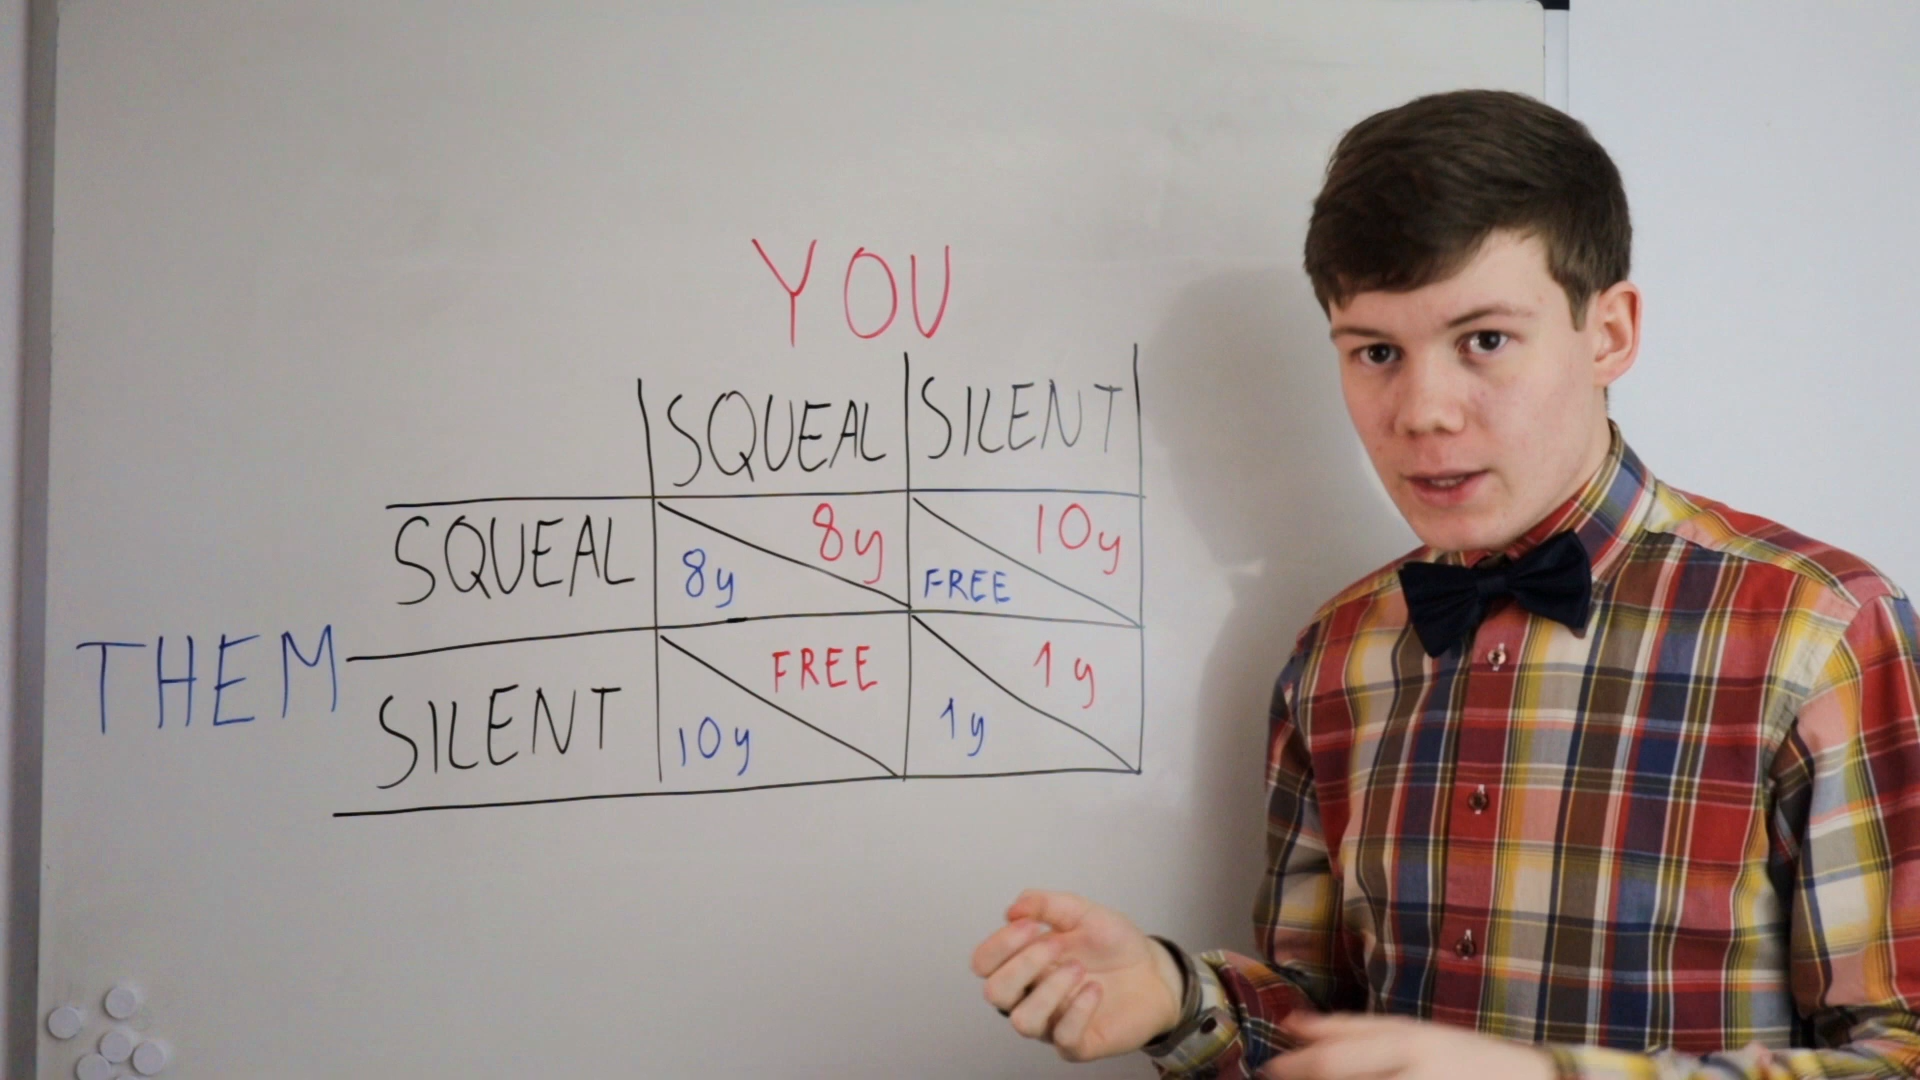 YOU
SQUEAL SILENT
SQUEAL 8y 8y FREE 10y
THEM
SILENT 10y FREE 1y 1y